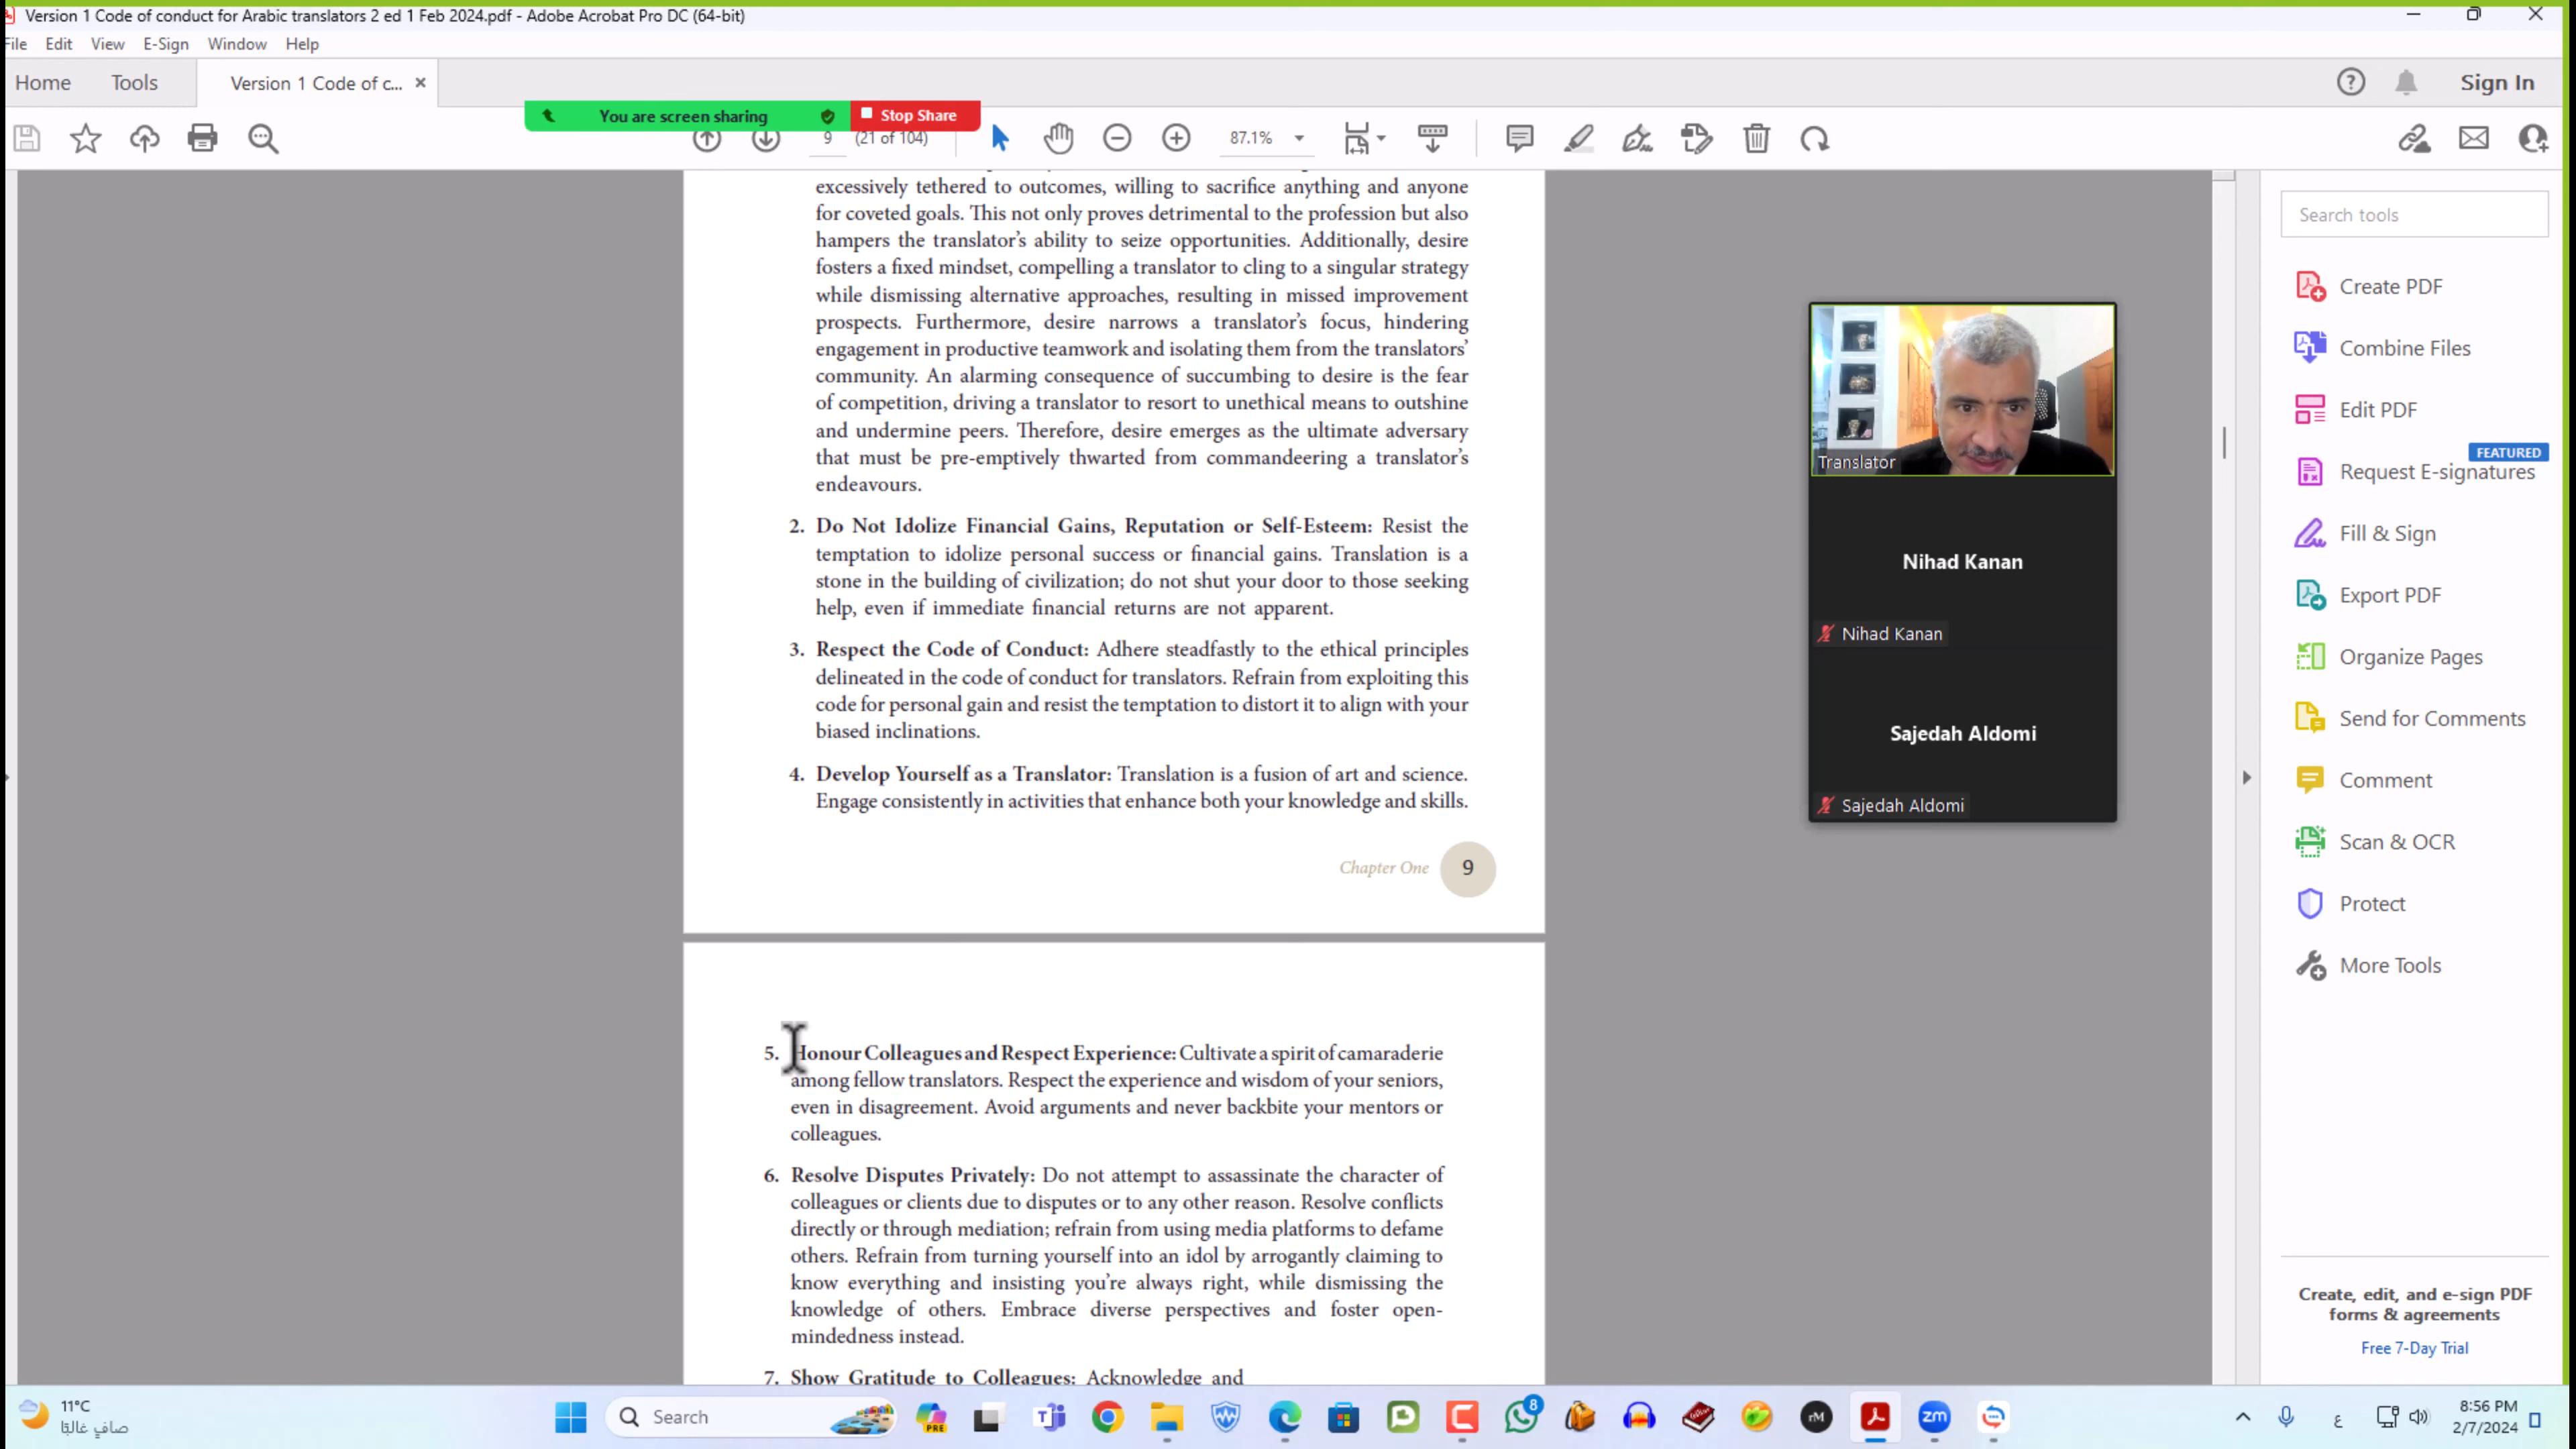 Version 1 Code of conduct for Arabic translators 2 ed 1 Feb 2024.pdf - Adobe Acrobat Pro DC (64-bit)
File Edit View E-Sign Window Help
Home Tools Version 1 Code of c... ×
Sign In
You are screen sharing
Stop Share
9 (21 of 104)
87.1%
excessively tethered to outcomes, willing to sacrifice anything and anyone
for coveted goals. This not only proves detrimental to the profession but also
hampers the translator's ability to seize opportunities. Additionally, desire
fosters a fixed mindset, compelling a translator to cling to a singular strategy
while dismissing alternative approaches, resulting in missed improvement
prospects. Furthermore, desire narrows a translator's focus, hindering
engagement in productive teamwork and isolating them from the translators'
community. An alarming consequence of succumbing to desire is the fear
of competition, driving a translator to resort to unethical means to outshine
and undermine peers. Therefore, desire emerges as the ultimate adversary
that must be pre-emptively thwarted from commandeering a translator's
endeavours.
2. Do Not Idolize Financial Gains, Reputation or Self-Esteem: Resist the
temptation to idolize personal success or financial gains. Translation is a
stone in the building of civilization; do not shut your door to those seeking
help, even if immediate financial returns are not apparent.
3. Respect the Code of Conduct: Adhere steadfastly to the ethical principles
delineated in the code of conduct for translators. Refrain from exploiting this
code for personal gain and resist the temptation to distort it to align with your
biased inclinations.
4. Develop Yourself as a Translator: Translation is a fusion of art and science.
Engage consistently in activities that enhance both your knowledge and skills.
Chapter One 9
5. Honour Colleagues and Respect Experience: Cultivate a spirit of camaraderie
among fellow translators. Respect the experience and wisdom of your seniors,
even in disagreement. Avoid arguments and never backbite your mentors or
colleagues.
6. Resolve Disputes Privately: Do not attempt to assassinate the character of
colleagues or clients due to disputes or to any other reason. Resolve conflicts
directly or through mediation; refrain from using media platforms to defame
others. Refrain from turning yourself into an idol by arrogantly claiming to
know everything and insisting you're always right, while dismissing the
knowledge of others. Embrace diverse perspectives and foster open-
mindedness instead.
7. Show Gratitude to Colleagues: Acknowledge and
Translator
Nihad Kanan
Nihad Kanan
Sajedah Aldomi
Sajedah Aldomi
Search tools
Create PDF
Combine Files
Edit PDF
FEATURED
Request E-signatures
Fill & Sign
Export PDF
Organize Pages
Send for Comments
Comment
Scan & OCR
Protect
More Tools
Create, edit, and e-sign PDF
forms & agreements
Free 7-Day Trial
11°C
صافٍ غالبًا
Search
PRE
8
rM
zm
ع
8:56 PM
2/7/2024